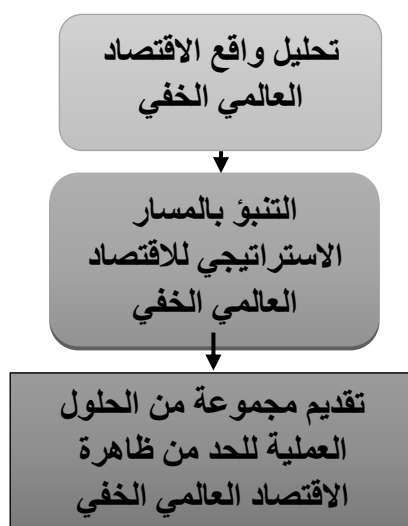 تحليل واقع الاقتصاد
العالمي الخفي
التنبؤ بالمسار
الاستراتيجي للاقتصاد
العالمي الخفي
تقديم مجموعة من الحلول
العملية للحد من ظاهرة
الاقتصاد العالمي الخفي